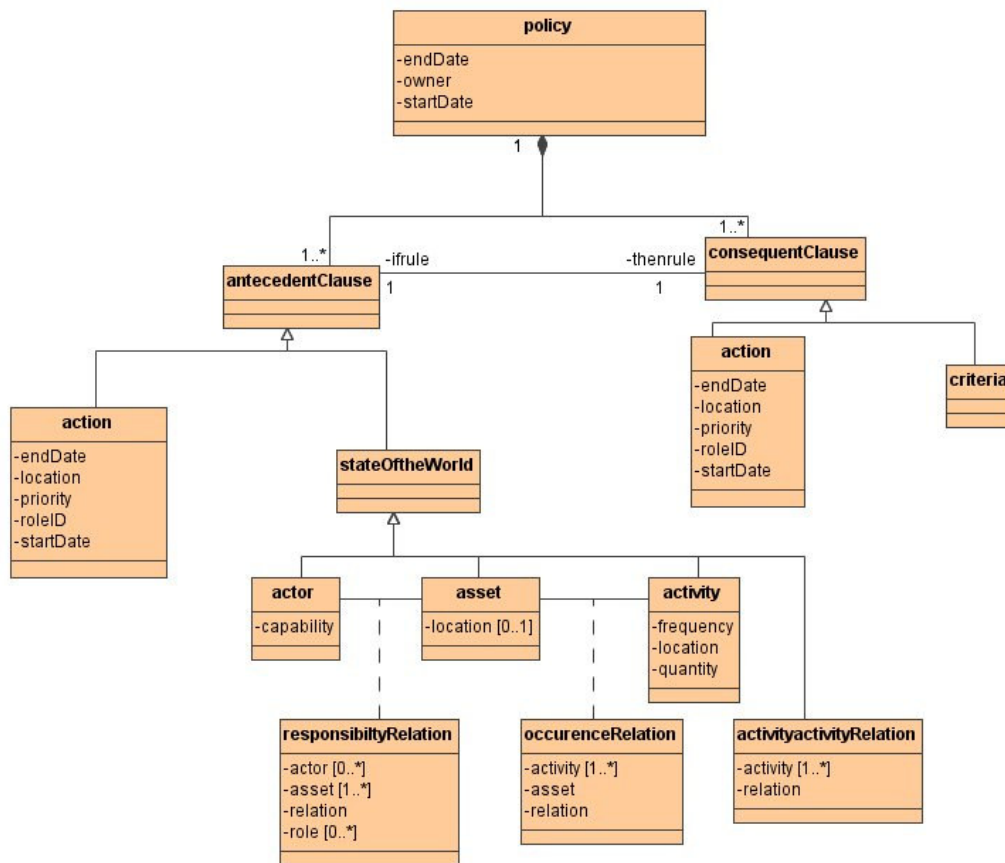 policy
-endDate
-owner
-startDate
1
1..*
1..*
-ifrule
-thenrule
1
1
antecedentClause
consequentClause
action
-endDate
-location
-priority
-roleID
-startDate
criteria
action
-endDate
-location
-priority
-roleID
-startDate
stateOftheWorld
actor
-capability
asset
-location [0..1]
activity
-frequency
-location
-quantity
responsibiltyRelation
-actor [0..*]
-asset [1..*]
-relation
-role [0..*]
occurenceRelation
-activity [1..*]
-asset
-relation
activityactivityRelation
-activity [1..*]
-relation